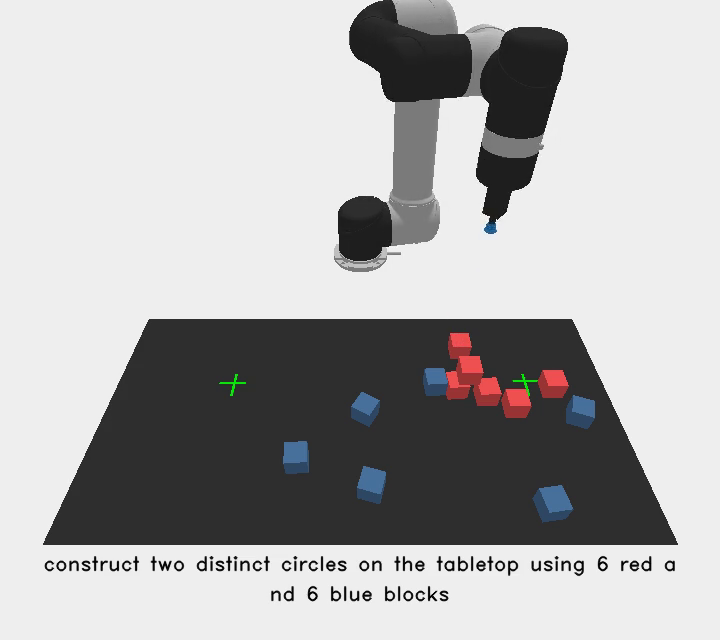 construct two distinct circles on the tabletop using 6 red a
nd 6 blue blocks